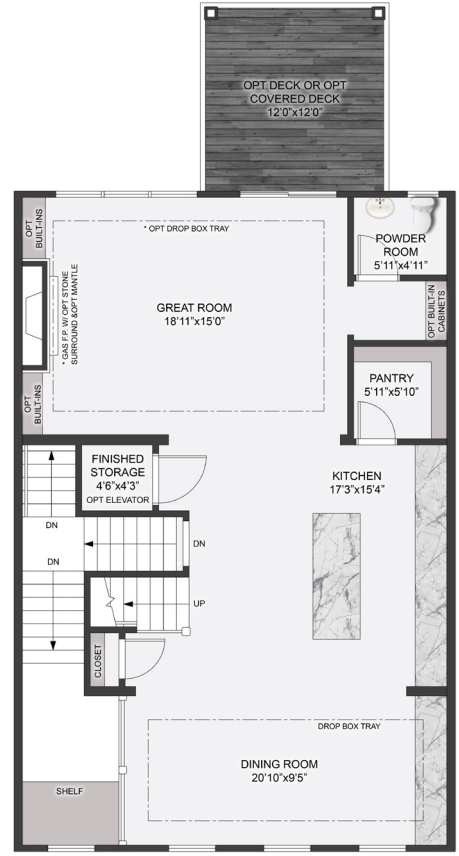 OPT DECK OR OPT
COVERED DECK
12'0"x12'0"
OPT
BUILT-INS
* OPT DROP BOX TRAY
POWDER
ROOM
5'11"x4'11"
* GAS F.P. W/ OPT STONE
SURROUND &OPT MANTLE
GREAT ROOM
18'11"x15'0"
OPT BUILT-IN
CABINETS
OPT
BUILT-INS
PANTRY
5'11"x5'10"
FINISHED
STORAGE
4'6"x4'3"
OPT ELEVATOR
KITCHEN
17'3"x15'4"
DN
DN
DN
UP
CLOSET
DROP BOX TRAY
DINING ROOM
20'10"x9'5"
SHELF